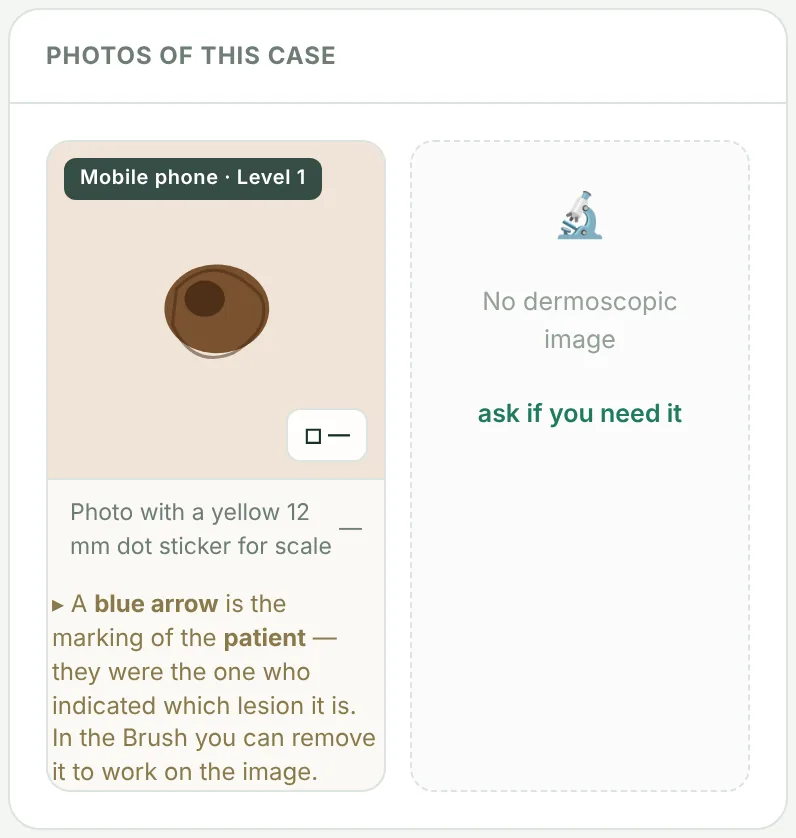 PHOTOS OF THIS CASE
Mobile phone · Level 1
Photo with a yellow 12
mm dot sticker for scale
—
▸ A blue arrow is the
marking of the patient —
they were the one who
indicated which lesion it is.
In the Brush you can remove
it to work on the image.
No dermoscopic
image
ask if you need it